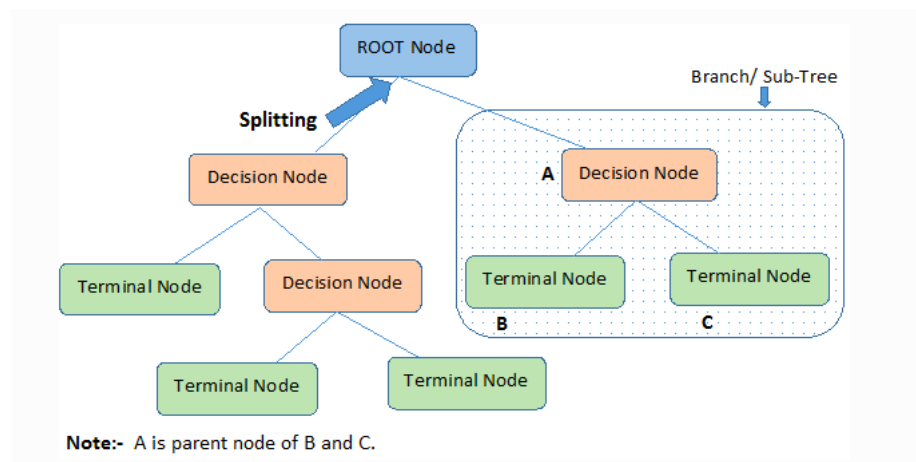 ROOT Node
Branch/ Sub-Tree
Splitting
Decision Node
A
Decision Node
Terminal Node
Decision Node
Terminal Node
Terminal Node
B
C
Terminal Node
Terminal Node
Note:- A is parent node of B and C.